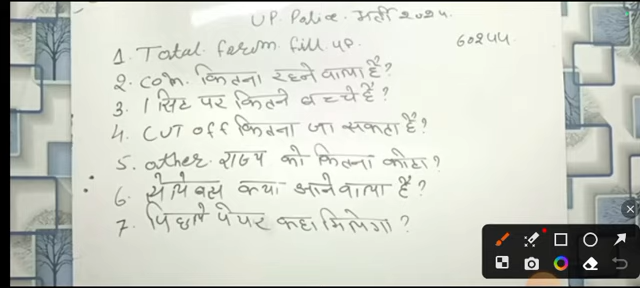 UP. Police. भर्ती 2024.
1. Total. farom. fill. up. 60244
2. com. कितना रहने वाला है?
3. 1 सिट पर कितने बच्चे है?
4. CUT off कितना जा सकता है?
5. other राज्य को कितना कोटा?
6. सेलेबस क्या आने वाला है?
7. पिछले पेपर कहा मिलेगा?